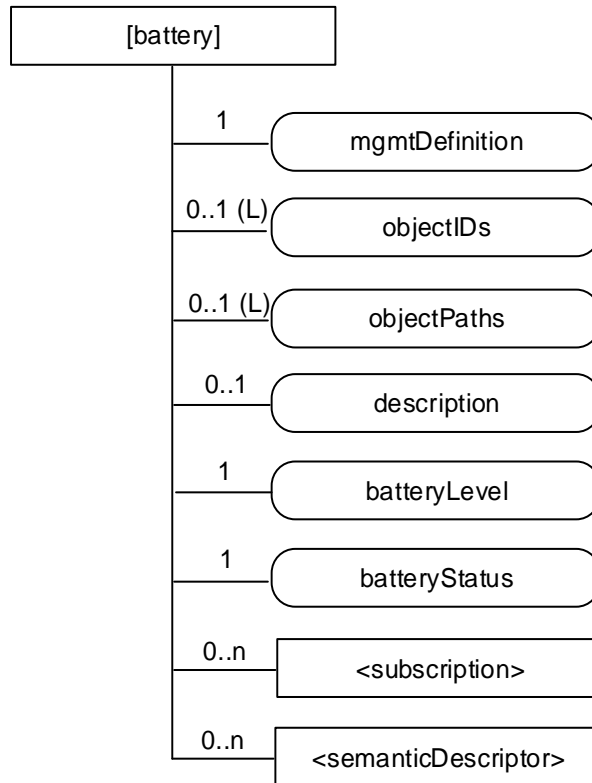 [battery]
1
mgmtDefinition
0..1 (L)
objectIDs
0..1 (L)
objectPaths
0..1
description
1
batteryLevel
1
batteryStatus
0..n
<subscription>
0..n
<semanticDescriptor>